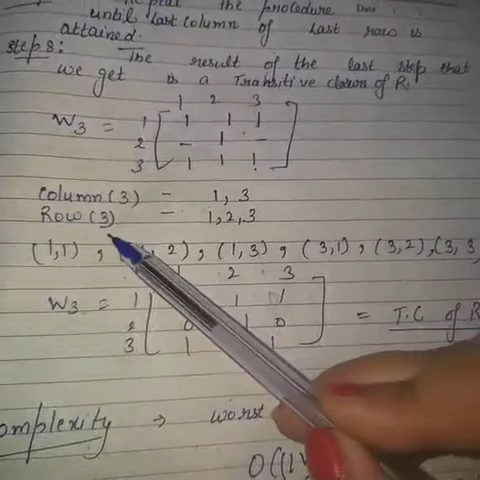 the procedure
until last column of last row is
attained.
step 8: The result of the last step that
we get is a Transitive closure of R.
1 2 3
W3 = 1 1 1 1
2 - 1 -
3 1 1 1
Column (3) - 1, 3
Row (3) - 1, 2, 3
(1,1) , 2) , (1,3) , (3,1) , (3,2) , (3, 3
2 3
W3 = 1 1 1
2 0 1 0 = T.C of R
3 1 1
omplexity → worst
O((1